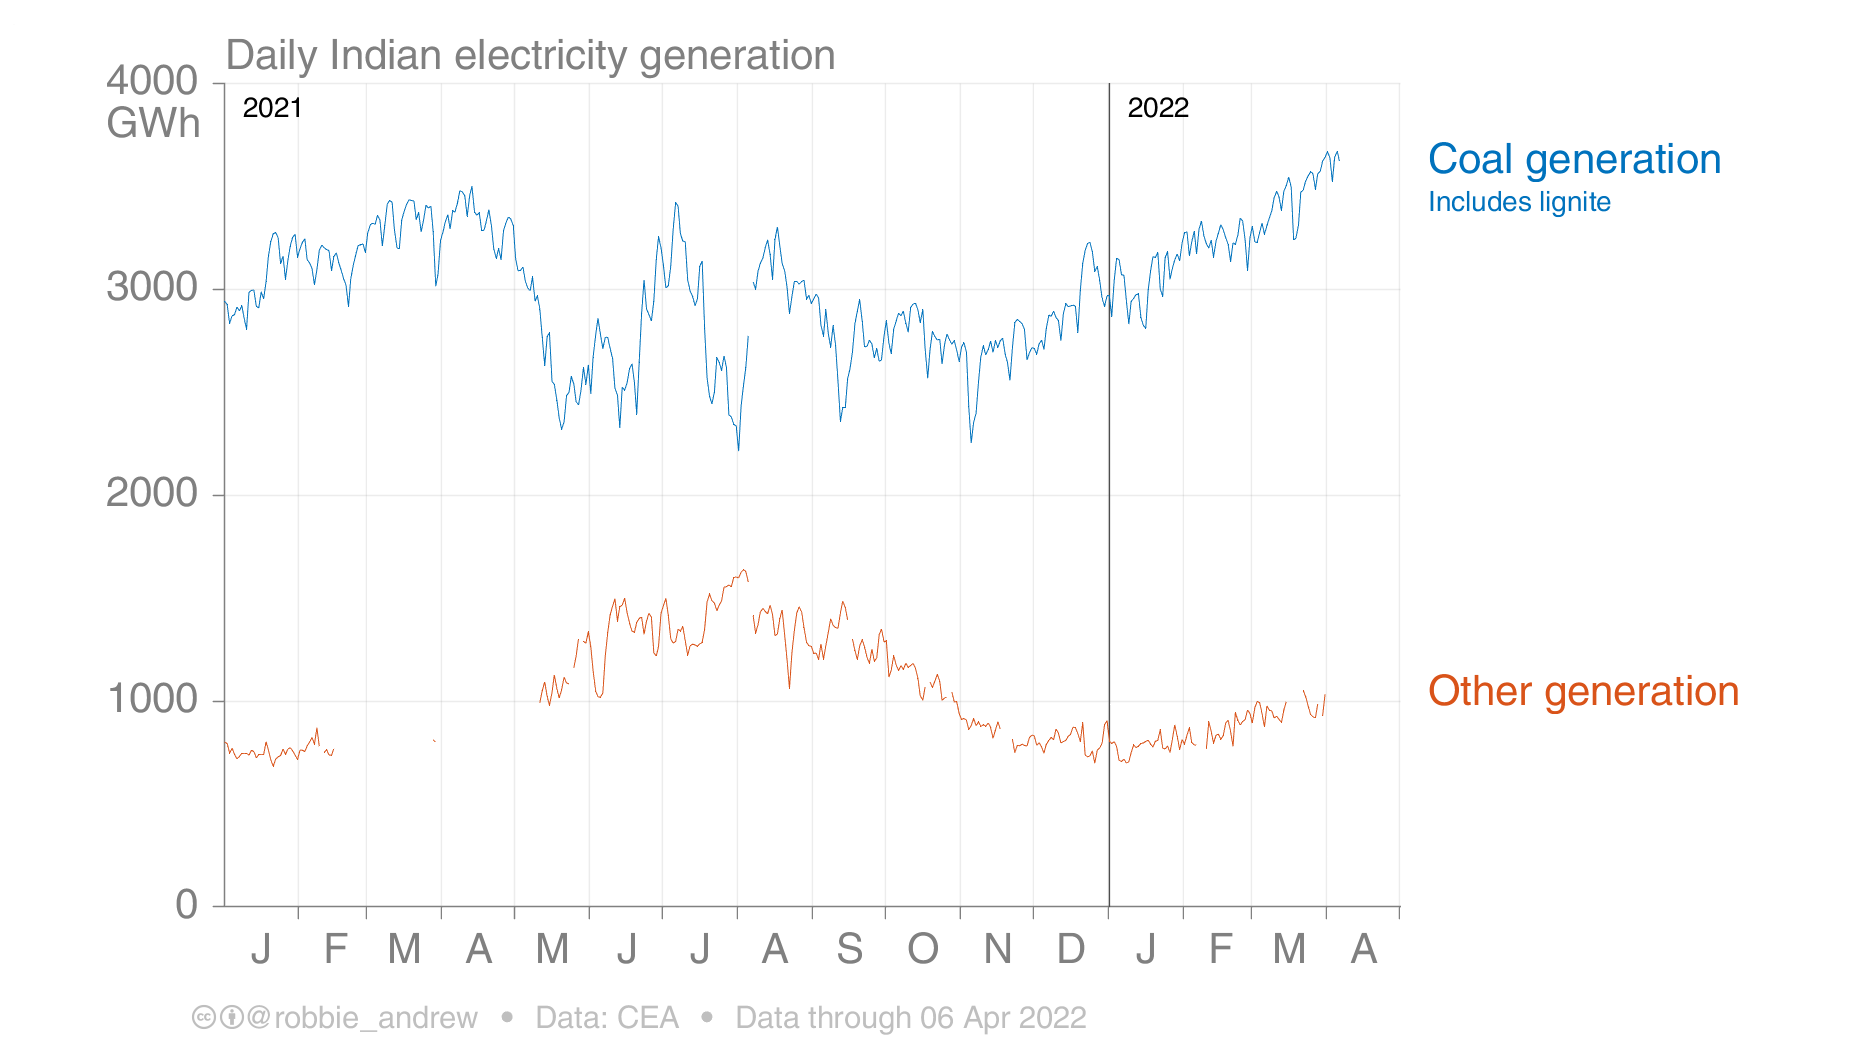 Daily Indian electricity generation
4000
GWh
2021
2022
Coal generation
Includes lignite
3000
2000
1000
Other generation
0
J F M A M J J A S O N D J F M A
cc @robbie_andrew • Data: CEA • Data through 06 Apr 2022